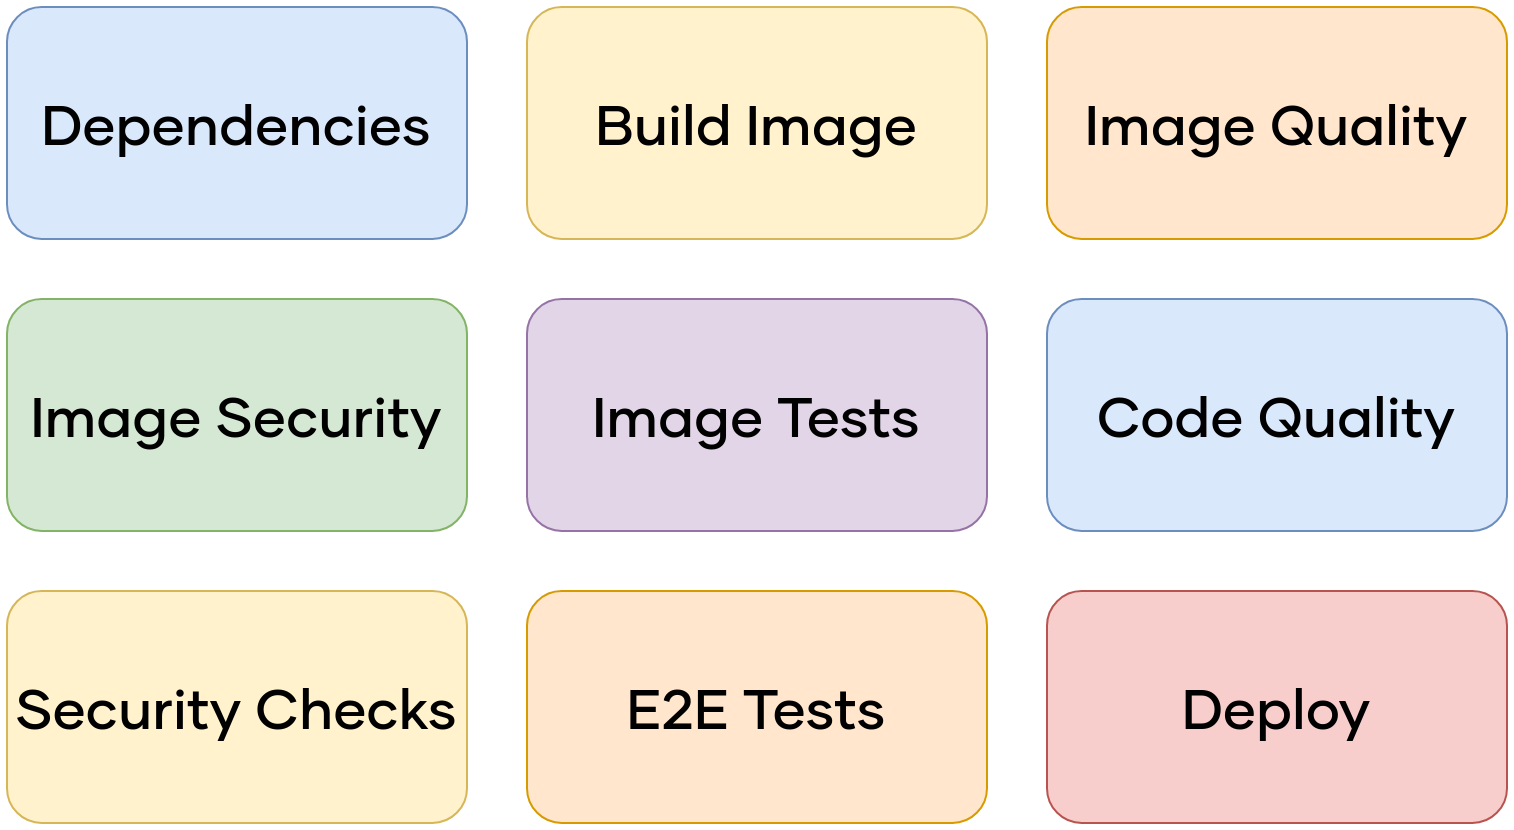 Dependencies
Build Image
Image Quality
Image Security
Image Tests
Code Quality
Security Checks
E2E Tests
Deploy